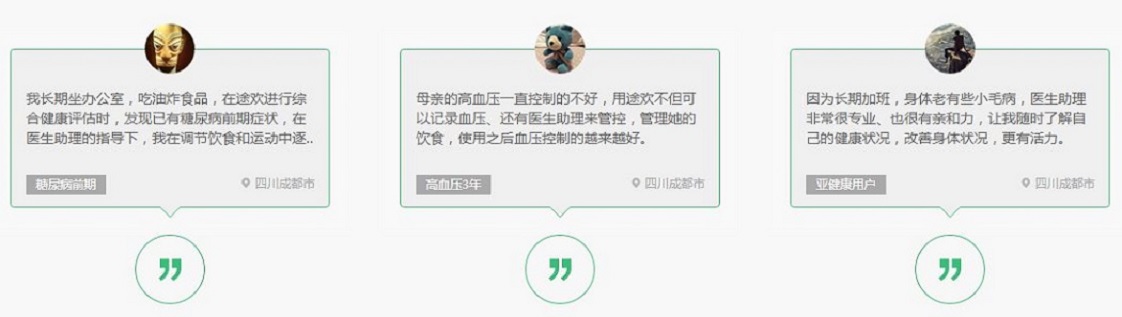 我长期坐办公室，吃油炸食品，在途欢进行综
合健康评估时，发现已有糖尿病前期症状，在
医生助理的指导下，我在调节饮食和运动中逐..
糖尿病前期
四川成都市
母亲的高血压一直控制的不好，用途欢不但可
以记录血压、还有医生助理来管控，管理她的
饮食，使用之后血压控制的越来越好。
高血压3年
四川成都市
因为长期加班，身体老有些小毛病，医生助理
非常很专业、也很有亲和力，让我随时了解自
己的健康状况，改善身体状况，更有活力。
亚健康用户
四川成都市